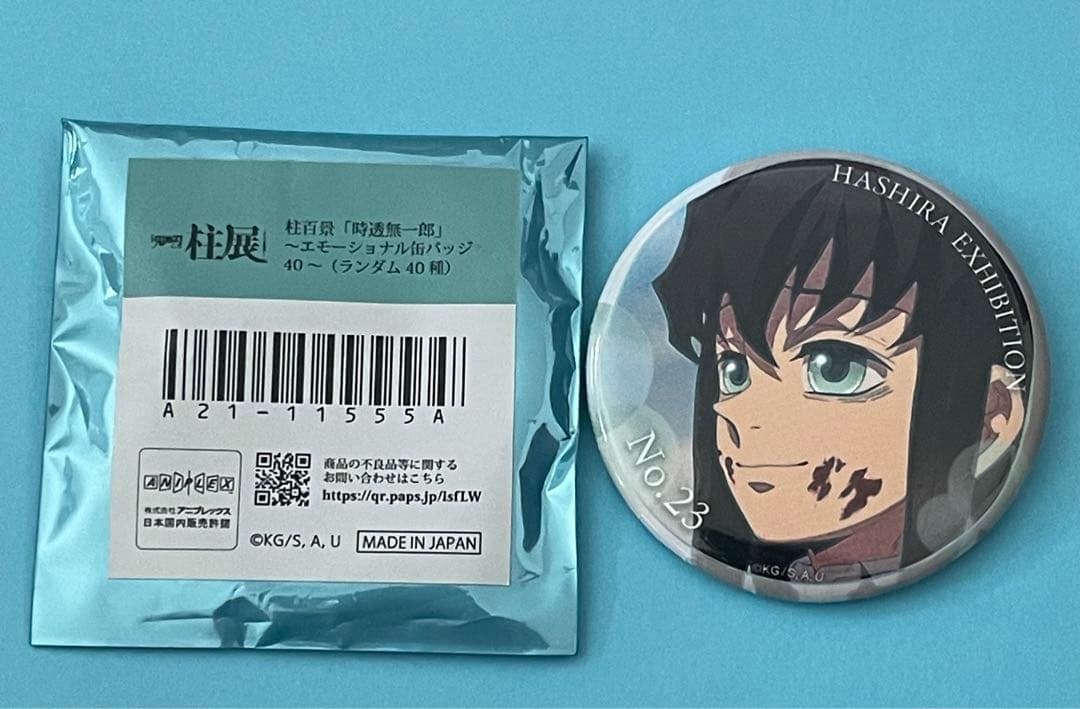 柱展
柱百景「時透無一郎」
～エモーショナル缶バッジ
40～（ランダム40種）
A21-11555A
ANIPLEX
株式会社アニプレックス
日本国内販売許諾
商品の不良品等に関する
お問い合わせはこちら
https://qr.paps.jp/isfLW
©KG/S, A, U
MADE IN JAPAN
HASHIRA EXHIBITION
No.23
©KG/S,A,U